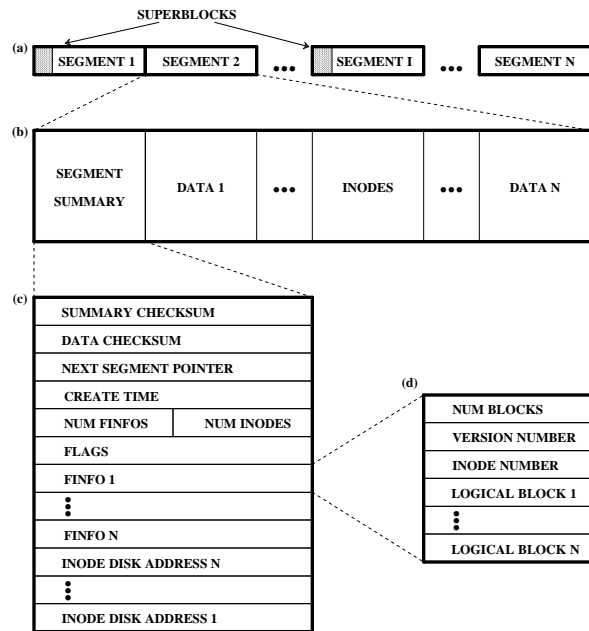 SUPERBLOCKS
(a)
SEGMENT 1 SEGMENT 2 ••• SEGMENT I ••• SEGMENT N
(b)
SEGMENT SUMMARY DATA 1 ••• INODES ••• DATA N
(c)
SUMMARY CHECKSUM
DATA CHECKSUM
NEXT SEGMENT POINTER
CREATE TIME
NUM FINFOS NUM INODES
FLAGS
FINFO 1
•••
FINFO N
INODE DISK ADDRESS N
•••
INODE DISK ADDRESS 1
(d)
NUM BLOCKS
VERSION NUMBER
INODE NUMBER
LOGICAL BLOCK 1
•••
LOGICAL BLOCK N